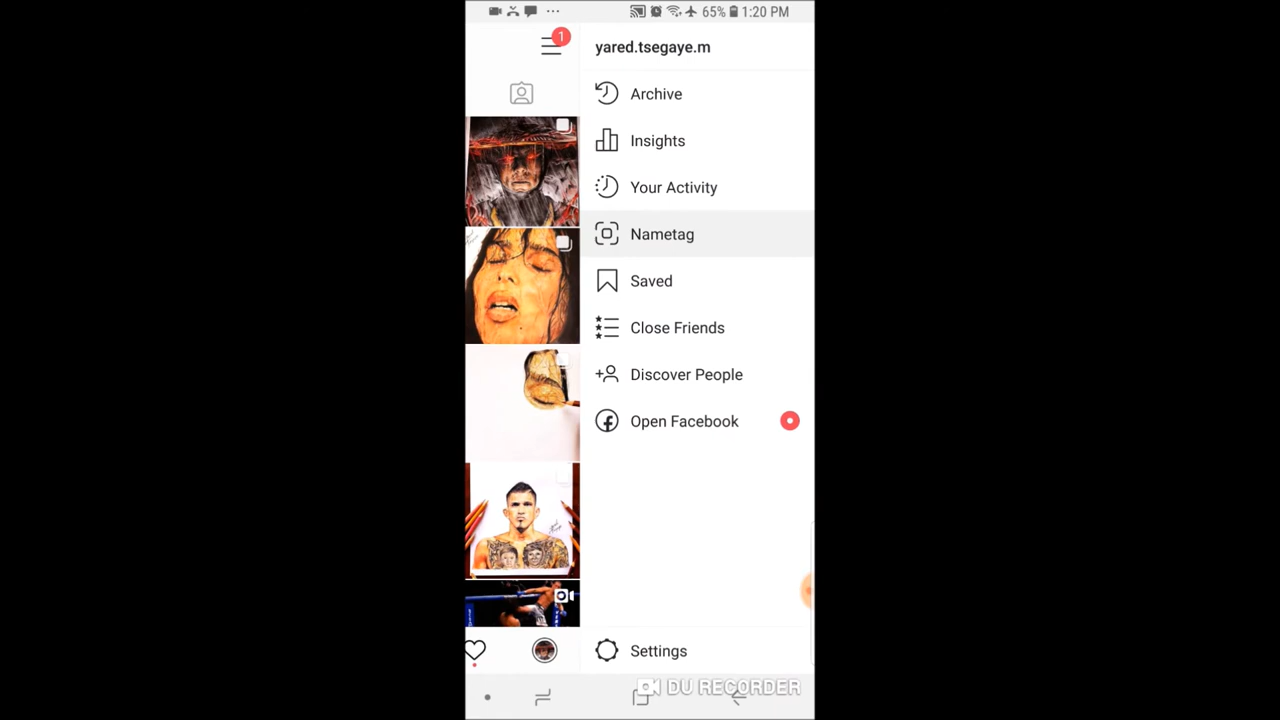 65% 1:20 PM
1
yared.tsegaye.m
Archive
Insights
Your Activity
Nametag
Saved
Close Friends
Discover People
Open Facebook
Settings
DU RECORDER